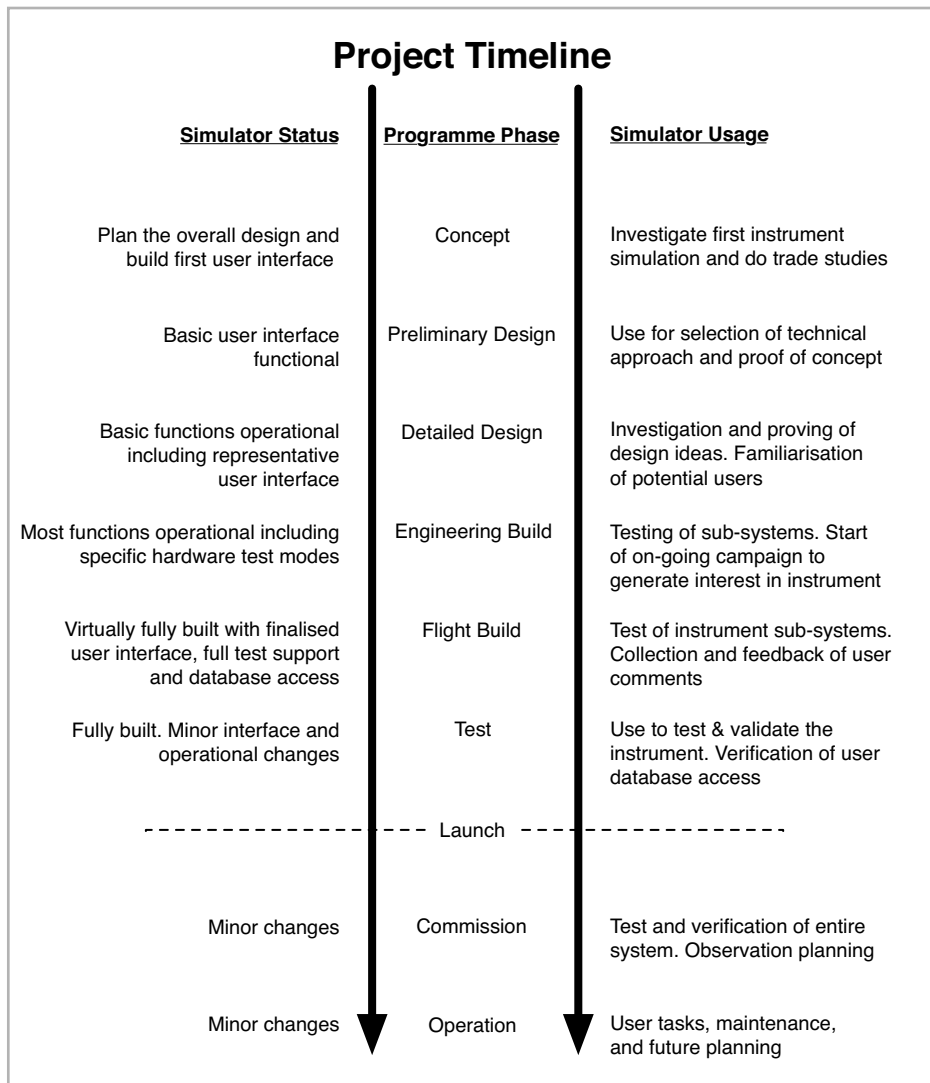 Project Timeline
Simulator Status
Programme Phase
Simulator Usage
Plan the overall design and
build first user interface
Concept
Investigate first instrument
simulation and do trade studies
Basic user interface
functional
Preliminary Design
Use for selection of technical
approach and proof of concept
Basic functions operational
including representative
user interface
Detailed Design
Investigation and proving of
design ideas. Familiarisation
of potential users
Most functions operational including
specific hardware test modes
Engineering Build
Testing of sub-systems. Start
of on-going campaign to
generate interest in instrument
Virtually fully built with finalised
user interface, full test support
and database access
Flight Build
Test of instrument sub-systems.
Collection and feedback of user
comments
Fully built. Minor interface and
operational changes
Test
Use to test & validate the
instrument. Verification of user
database access
Launch
Minor changes
Commission
Test and verification of entire
system. Observation planning
Minor changes
Operation
User tasks, maintenance,
and future planning